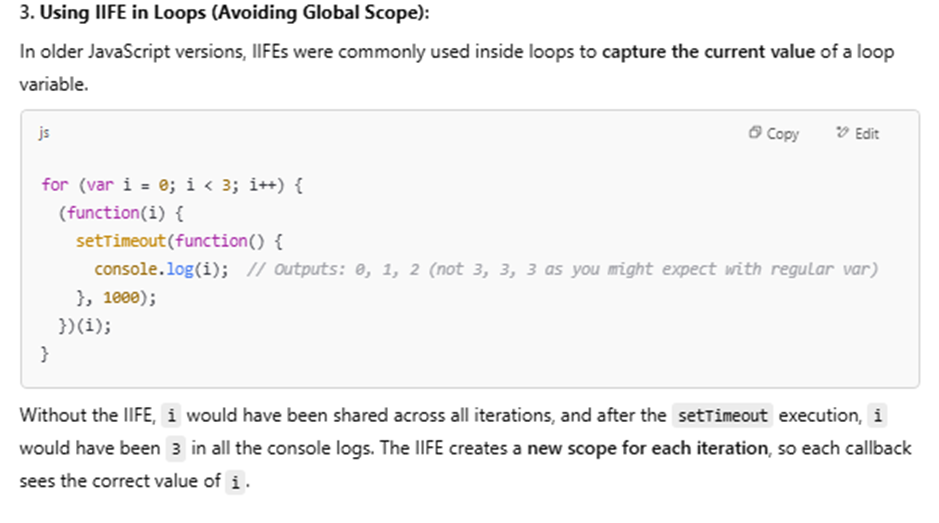 3. Using IIFE in Loops (Avoiding Global Scope):
In older JavaScript versions, IIFEs were commonly used inside loops to capture the current value of a loop
variable.
js Copy Edit
for (var i = 0; i < 3; i++) {
  (function(i) {
    setTimeout(function() {
      console.log(i);  // Outputs: 0, 1, 2 (not 3, 3, 3 as you might expect with regular var)
    }, 1000);
  })(i);
}
Without the IIFE, i would have been shared across all iterations, and after the setTimeout execution, i
would have been 3 in all the console logs. The IIFE creates a new scope for each iteration, so each callback
sees the correct value of i.